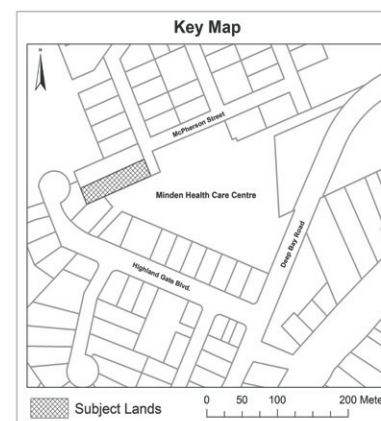 Key Map
N
McPherson Street
Minden Health Care Centre
Deep Bay Road
Highland Gate Blvd.
Subject Lands
0 50 100 200 Mete